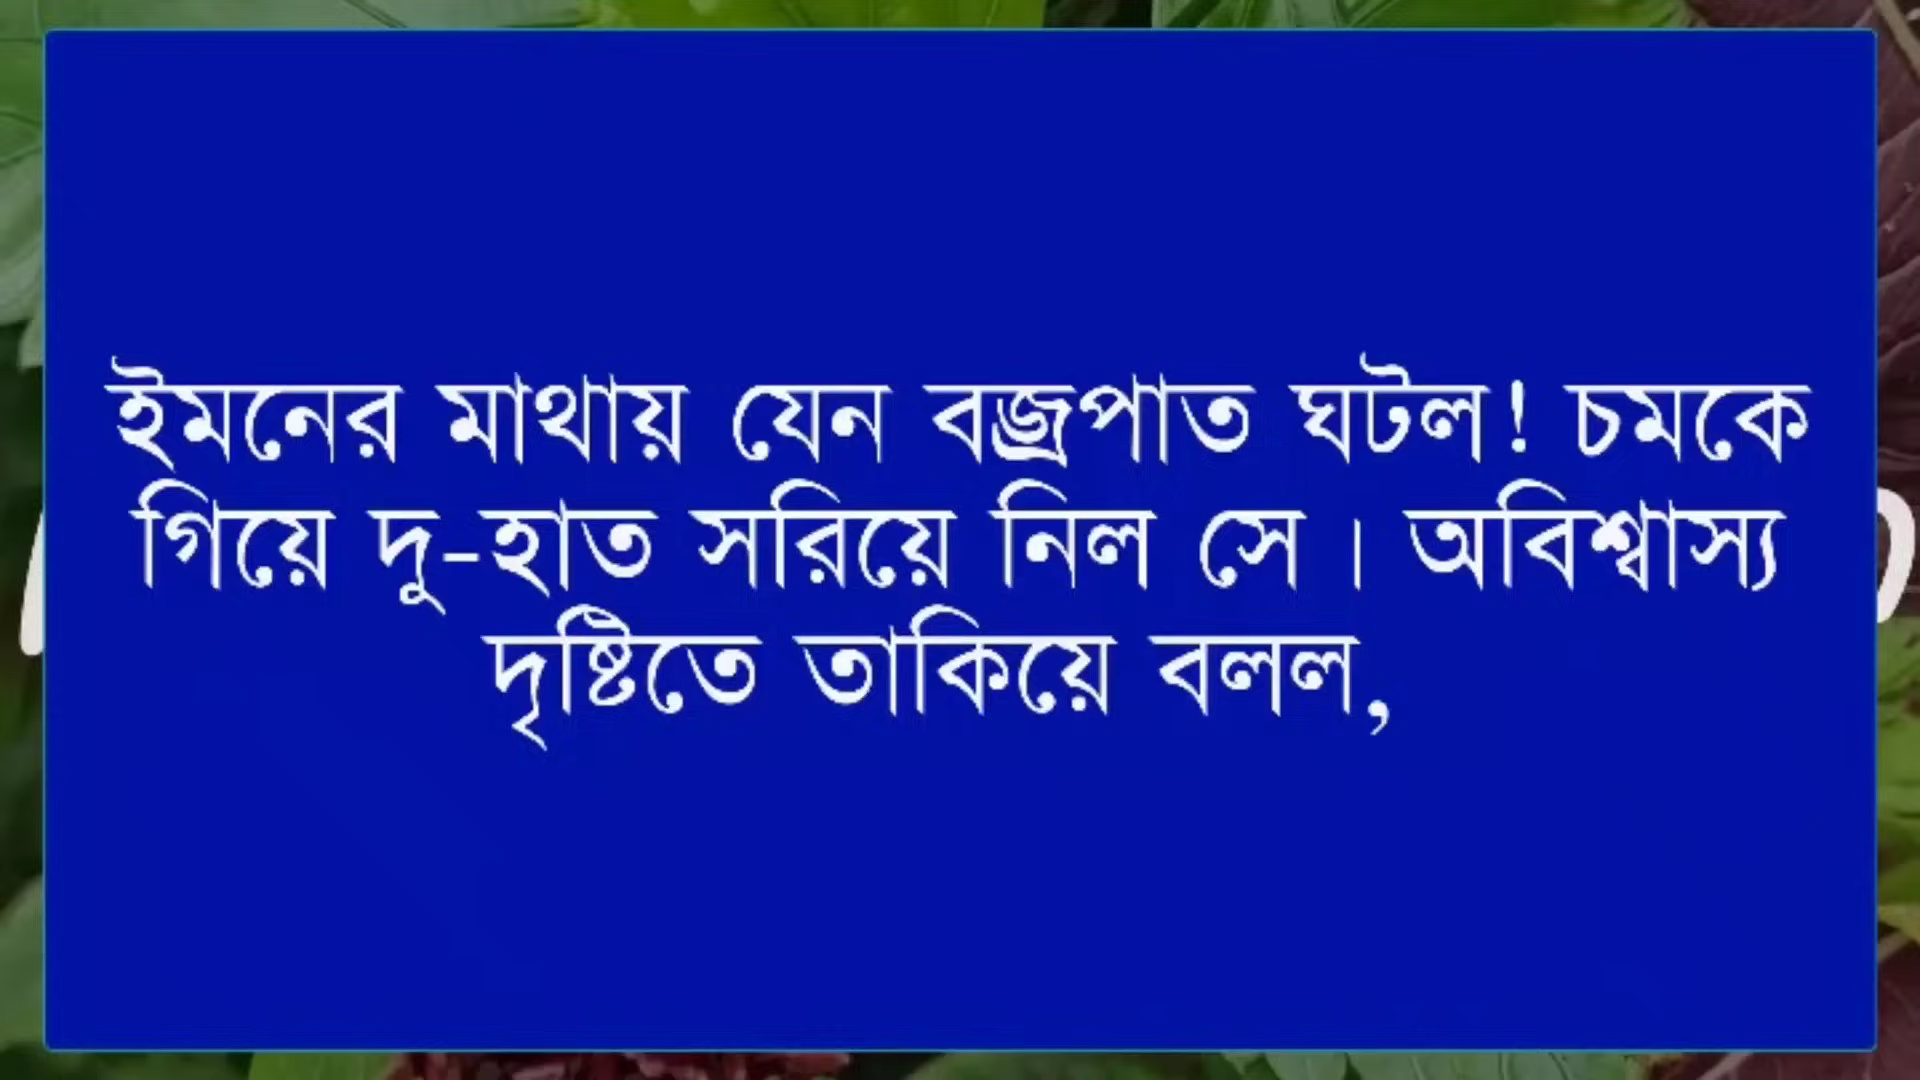 ইমনের মাথায় যেন বজ্রপাত ঘটল! চমকে
গিয়ে দু-হাত সরিয়ে নিল সে। অবিশ্বাস্য
দৃষ্টিতে তাকিয়ে বলল,